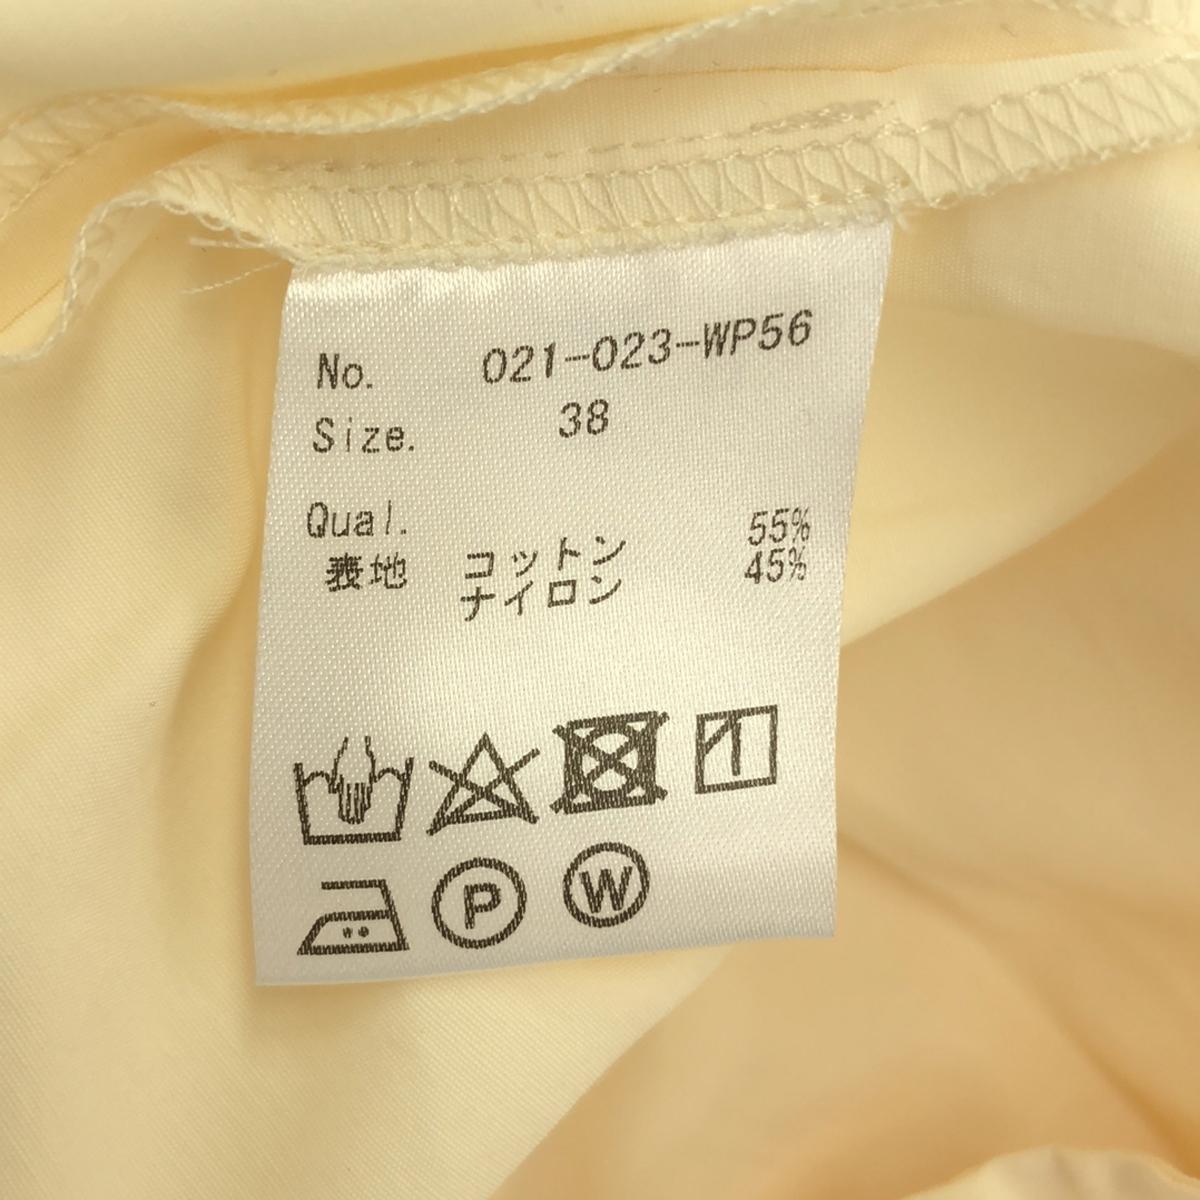 No. 021-023-WP56
Size. 38
Qual.
表地 コットン 55%
ナイロン 45%
P W